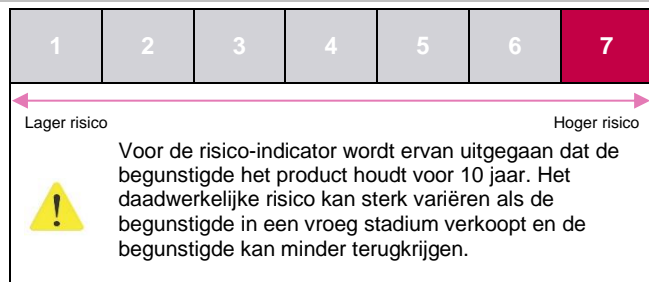 1 2 3 4 5 6 7
Lager risico Hoger risico
Voor de risico-indicator wordt ervan uitgegaan dat de
begunstigde het product houdt voor 10 jaar. Het
daadwerkelijke risico kan sterk variëren als de
begunstigde in een vroeg stadium verkoopt en de
begunstigde kan minder terugkrijgen.